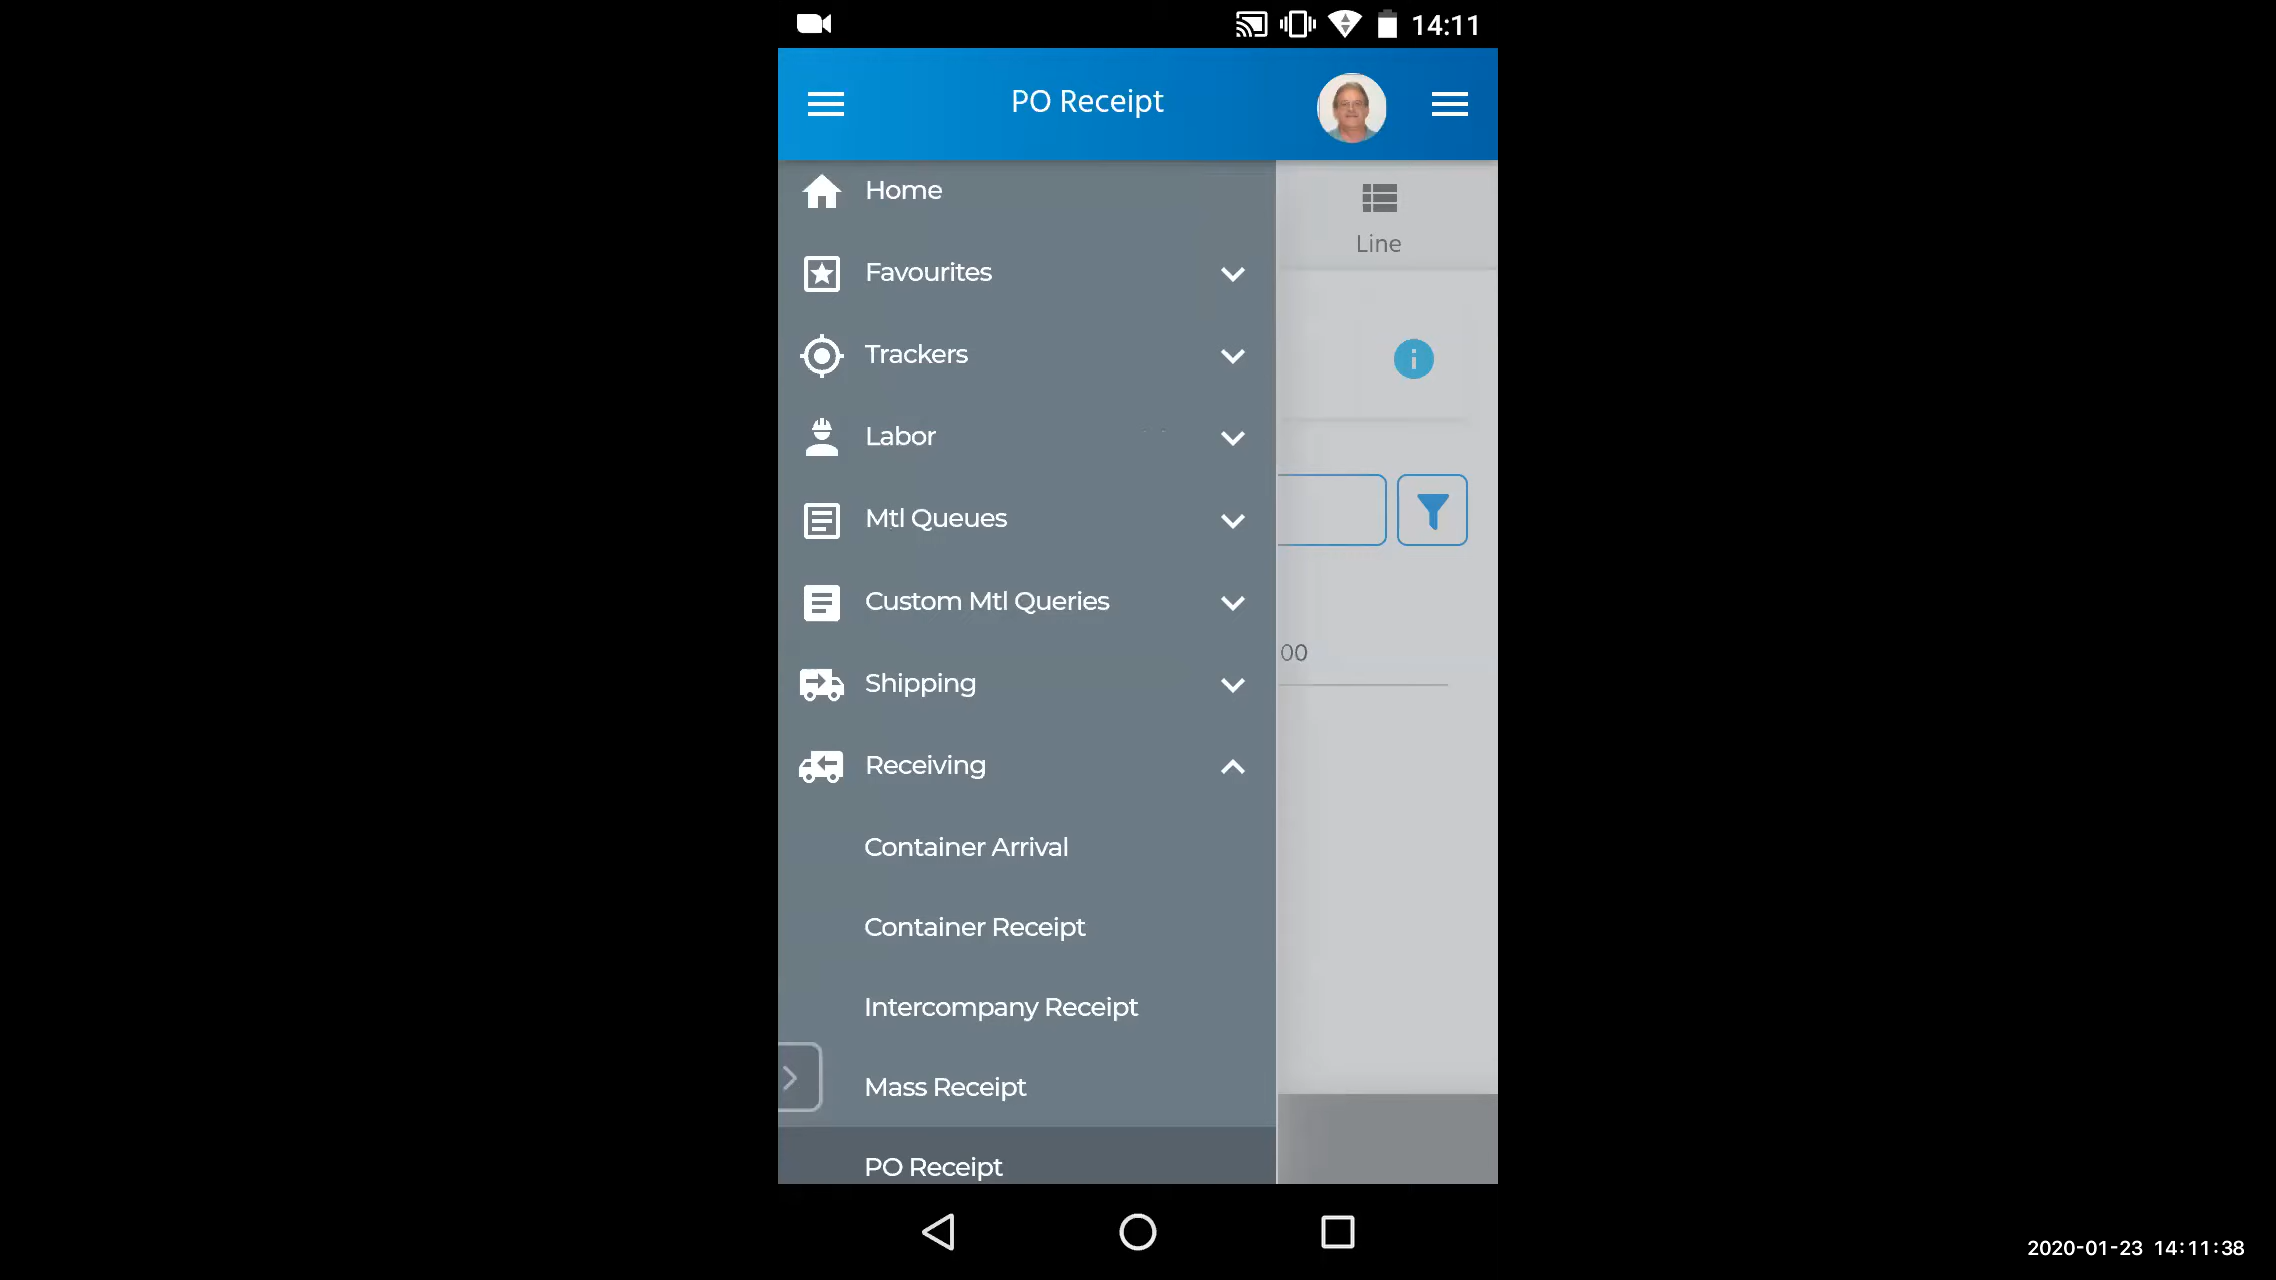 14:11
PO Receipt
Home
Line
Favourites
Trackers
Labor
Mtl Queues
Custom Mtl Queries
00
Shipping
Receiving
Container Arrival
Container Receipt
Intercompany Receipt
Mass Receipt
PO Receipt
2020-01-23 14:11:38